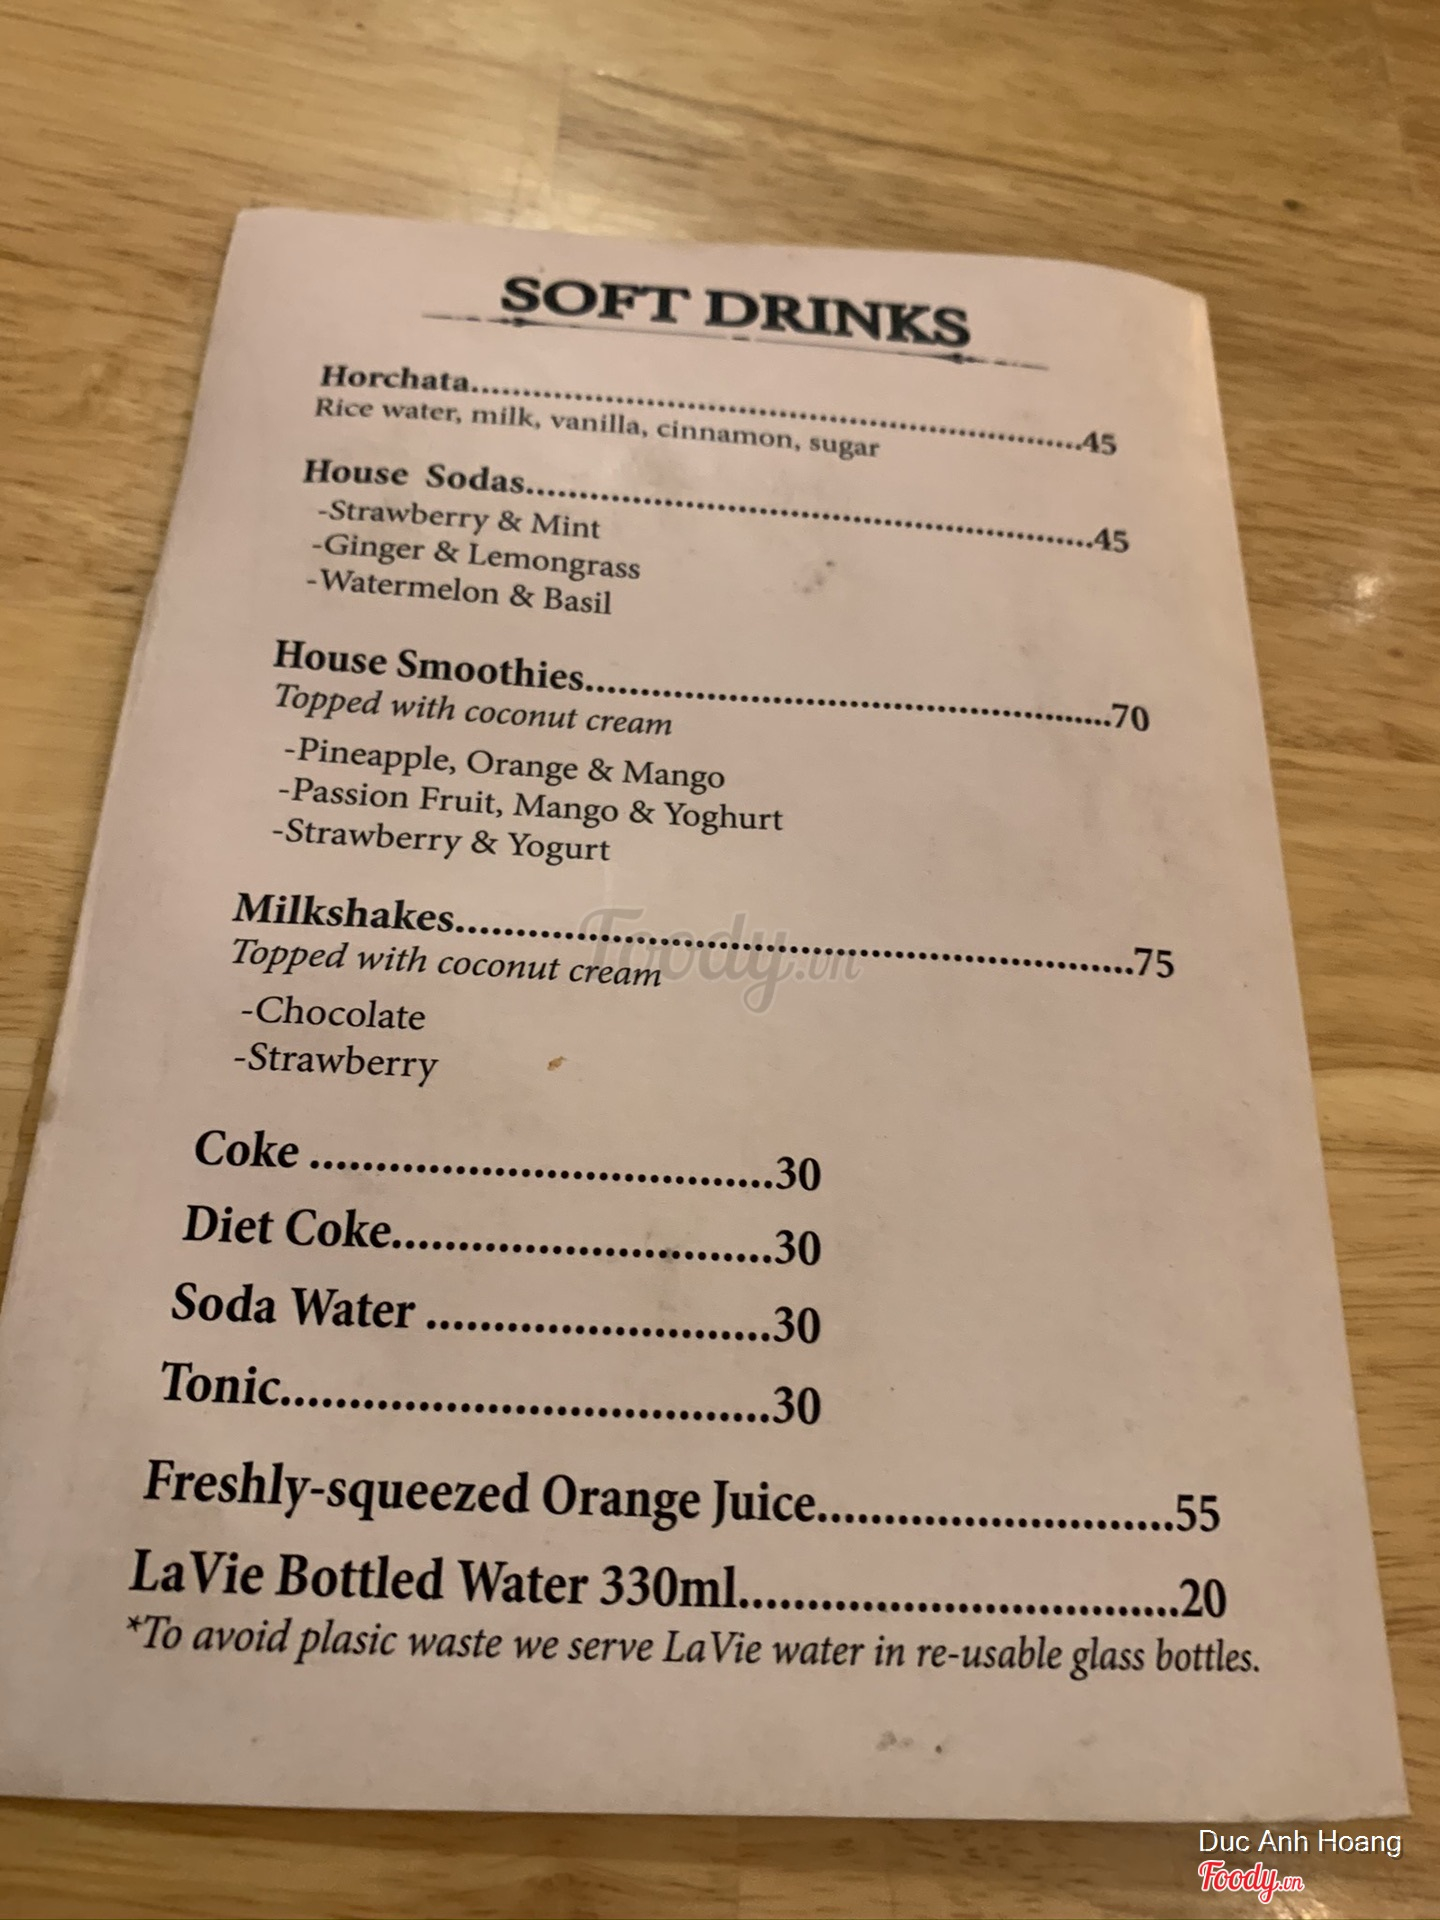 SOFT DRINKS
Horchata..........................................................45
Rice water, milk, vanilla, cinnamon, sugar
House Sodas.......................................................45
-Strawberry & Mint
-Ginger & Lemongrass
-Watermelon & Basil
House Smoothies................................................70
Topped with coconut cream
-Pineapple, Orange & Mango
-Passion Fruit, Mango & Yoghurt
-Strawberry & Yogurt
Milkshakes.........................................................75
Topped with coconut cream
-Chocolate
-Strawberry
Coke ...................................30
Diet Coke.............................30
Soda Water ..........................30
Tonic.....................................30
Freshly-squeezed Orange Juice...........................55
LaVie Bottled Water 330ml.................................20
*To avoid plasic waste we serve LaVie water in re-usable glass bottles.
Foody.vn
Duc Anh Hoang
Foody.vn